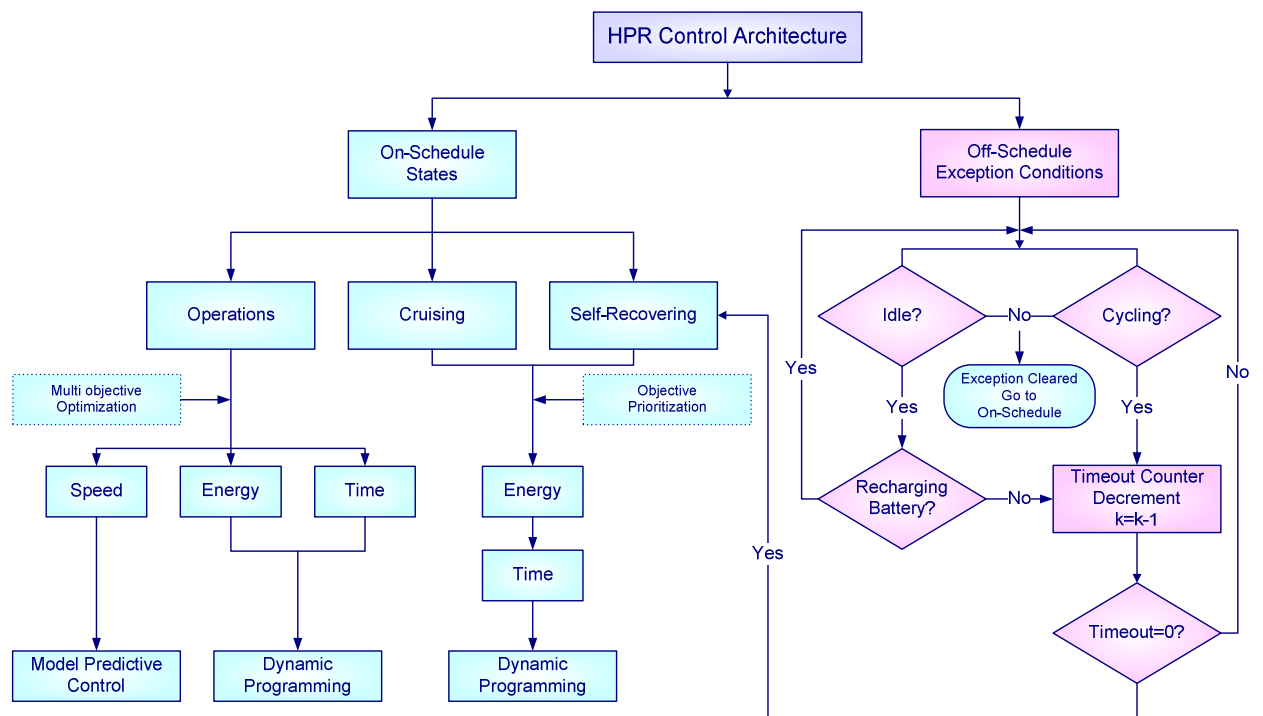 HPR Control Architecture
On-Schedule
States
Off-Schedule
Exception Conditions
Operations
Cruising
Self-Recovering
Idle?
No
Cycling?
Yes
No
Multi objective
Optimization
Objective
Prioritization
Exception Cleared
Go to
On-Schedule
Yes
Yes
Speed
Energy
Time
Energy
Recharging
Battery?
No
Timeout Counter
Decrement
k=k-1
Yes
Time
Timeout=0?
Model Predictive
Control
Dynamic
Programming
Dynamic
Programming